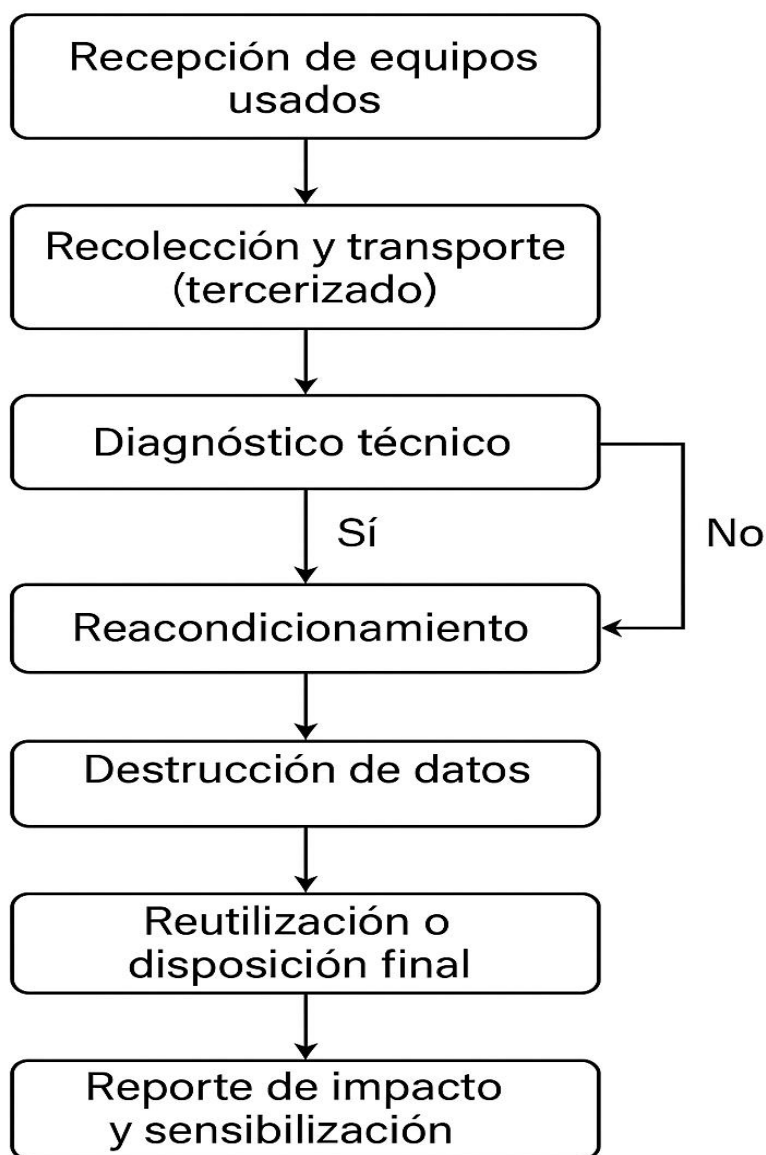 Recepción de equipos
usados
Recolección y transporte
(tercerizado)
Diagnóstico técnico
Sí
No
Reacondicionamiento
Destrucción de datos
Reutilización o
disposición final
Reporte de impacto
y sensibilización